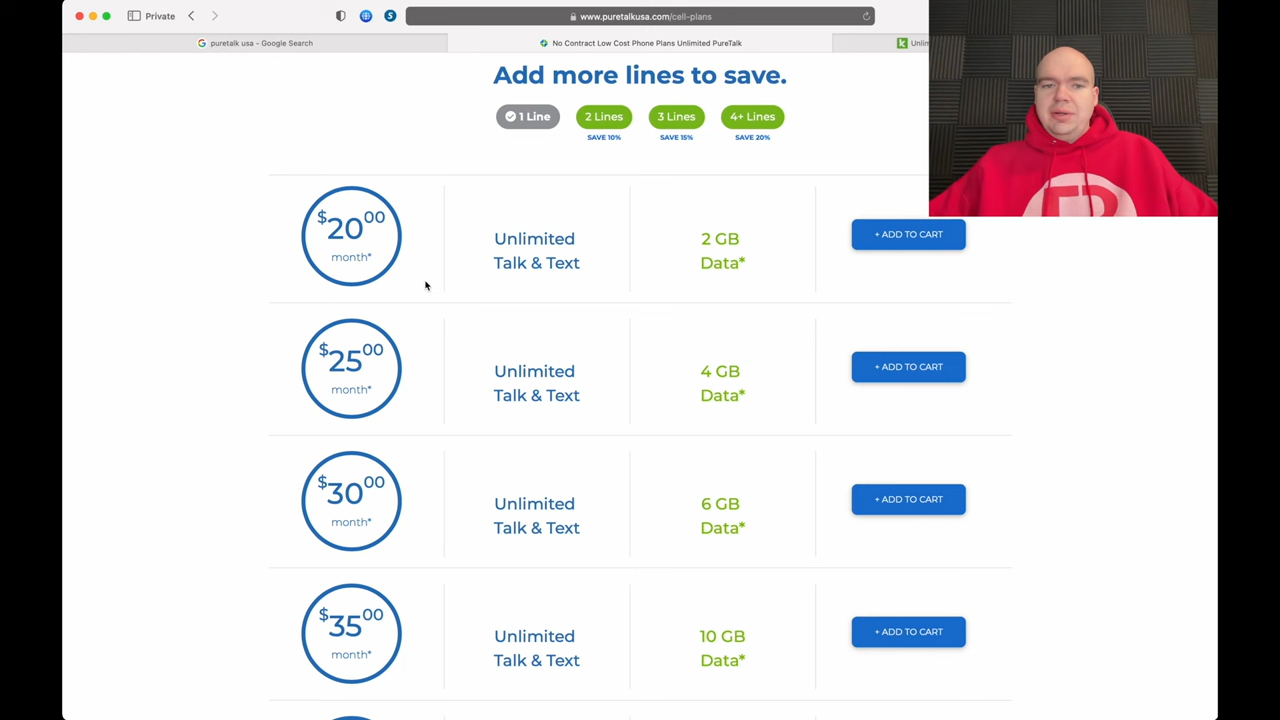 Private
www.puretalkusa.com/cell-plans
puretalk usa - Google Search
No Contract Low Cost Phone Plans Unlimited PureTalk
Add more lines to save.
1 Line
2 Lines
3 Lines
4+ Lines
SAVE 10%
SAVE 15%
SAVE 20%
$20.00
month*
Unlimited
Talk & Text
2 GB
Data*
+ ADD TO CART
$25.00
month*
Unlimited
Talk & Text
4 GB
Data*
+ ADD TO CART
$30.00
month*
Unlimited
Talk & Text
6 GB
Data*
+ ADD TO CART
$35.00
month*
Unlimited
Talk & Text
10 GB
Data*
+ ADD TO CART